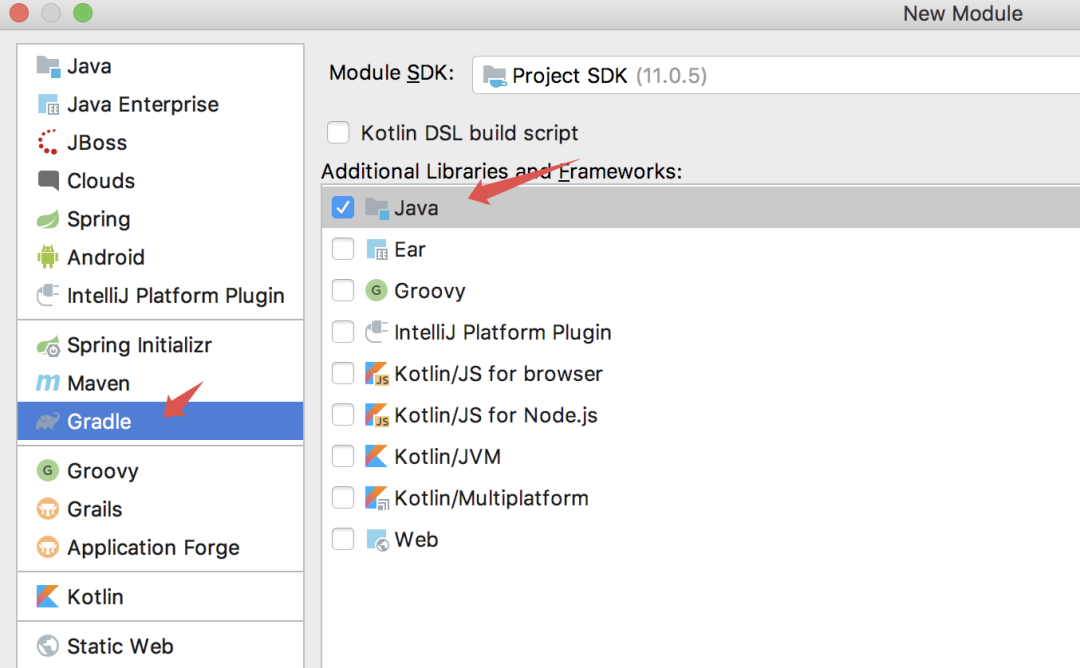 New Module
Java
Java Enterprise
JBoss
Clouds
Spring
Android
IntelliJ Platform Plugin
Spring Initializr
Maven
Gradle
Groovy
Grails
Application Forge
Kotlin
Static Web
Module SDK: Project SDK (11.0.5)
Kotlin DSL build script
Additional Libraries and Frameworks:
Java
Ear
Groovy
IntelliJ Platform Plugin
Kotlin/JS for browser
Kotlin/JS for Node.js
Kotlin/JVM
Kotlin/Multiplatform
Web